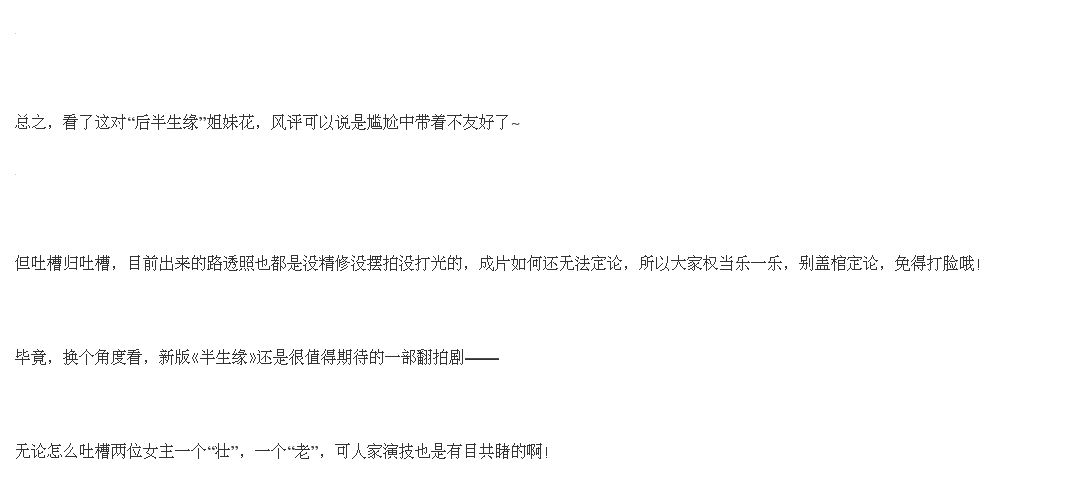 总之，看了这对“后半生缘”姐妹花，风评可以说是尴尬中带着不友好了~
但吐槽归吐槽，目前出来的路透照也都是没精修没摆拍没打光的，成片如何还无法定论，所以大家权当乐一乐，别盖棺定论，免得打脸哦！
毕竟，换个角度看，新版《半生缘》还是很值得期待的一部翻拍剧——
无论怎么吐槽两位女主一个“壮”，一个“老”，可人家演技也是有目共睹的啊！